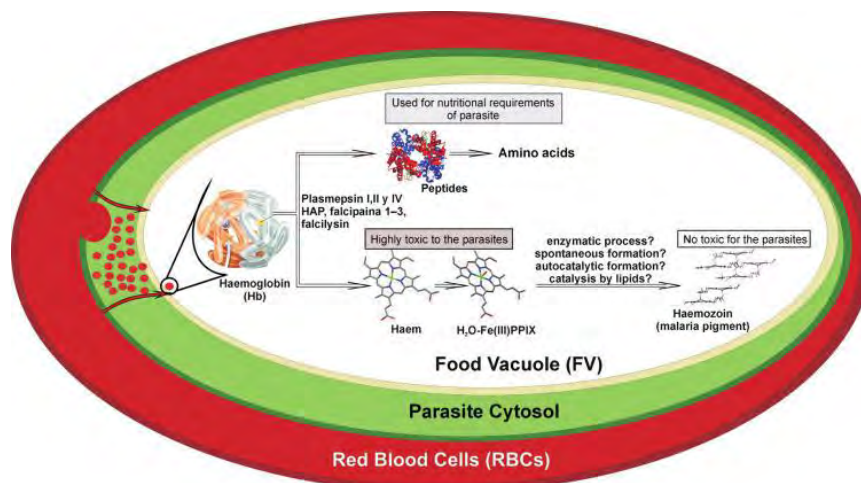 Used for nutritional requirements
of parasite
Peptides
Amino acids
Plasmepsin I,II y IV
HAP, falcipaina 1–3,
falcilysin
Haemoglobin
(Hb)
Highly toxic to the parasites
Haem
H₂O-Fe(III)PPIX
enzymatic process?
spontaneous formation?
autocatalytic formation?
catalysis by lipids?
No toxic for the parasites
Haemozoin
(malaria pigment)
Food Vacuole (FV)
Parasite Cytosol
Red Blood Cells (RBCs)